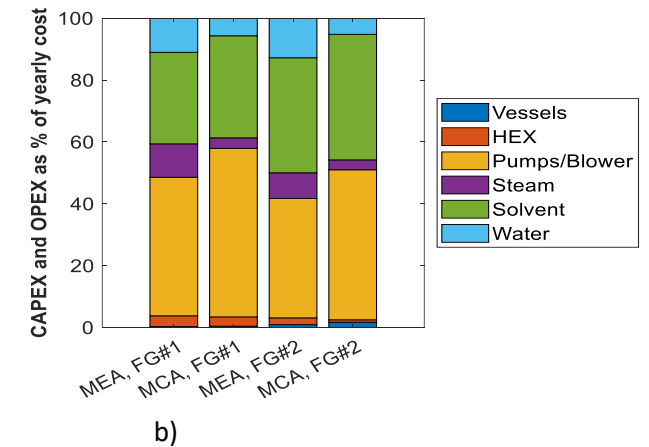 CAPEX and OPEX as % of yearly cost
100
80
60
40
20
0
MEA, FG#1
MCA, FG#1
MEA, FG#2
MCA, FG#2
Vessels
HEX
Pumps/Blower
Steam
Solvent
Water
b)